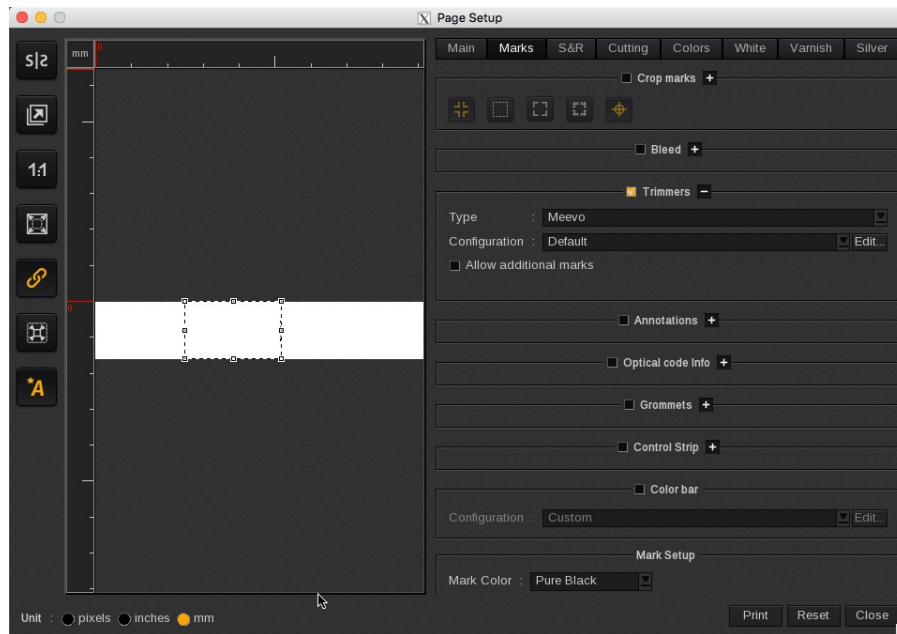 X Page Setup
S|S
mm
0
Main Marks S&R Cutting Colors White Varnish Silver
Crop marks +
Bleed +
1:1
Trimmers −
Type : Meevo
Configuration : Default Edit...
Allow additional marks
0
Annotations +
Optical code Info +
*A
Grommets +
Control Strip +
Color bar
Configuration : Custom Edit...
Mark Setup
Mark Color : Pure Black
Unit : pixels inches mm
Print Reset Close